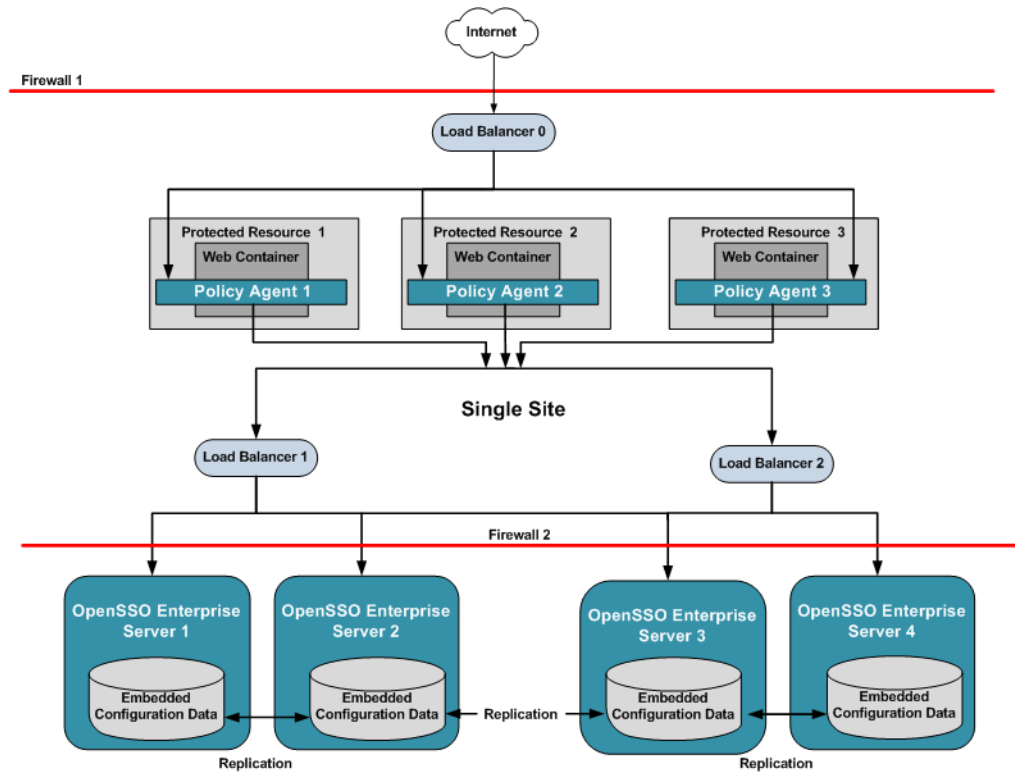 Internet
Firewall 1
Load Balancer 0
Protected Resource 1
Web Container
Policy Agent 1
Protected Resource 2
Web Container
Policy Agent 2
Protected Resource 3
Web Container
Policy Agent 3
Single Site
Load Balancer 1
Load Balancer 2
Firewall 2
OpenSSO Enterprise
Server 1
Embedded
Configuration Data
OpenSSO Enterprise
Server 2
Embedded
Configuration Data
Replication
OpenSSO Enterprise
Server 3
Embedded
Configuration Data
OpenSSO Enterprise
Server 4
Embedded
Configuration Data
Replication
Replication